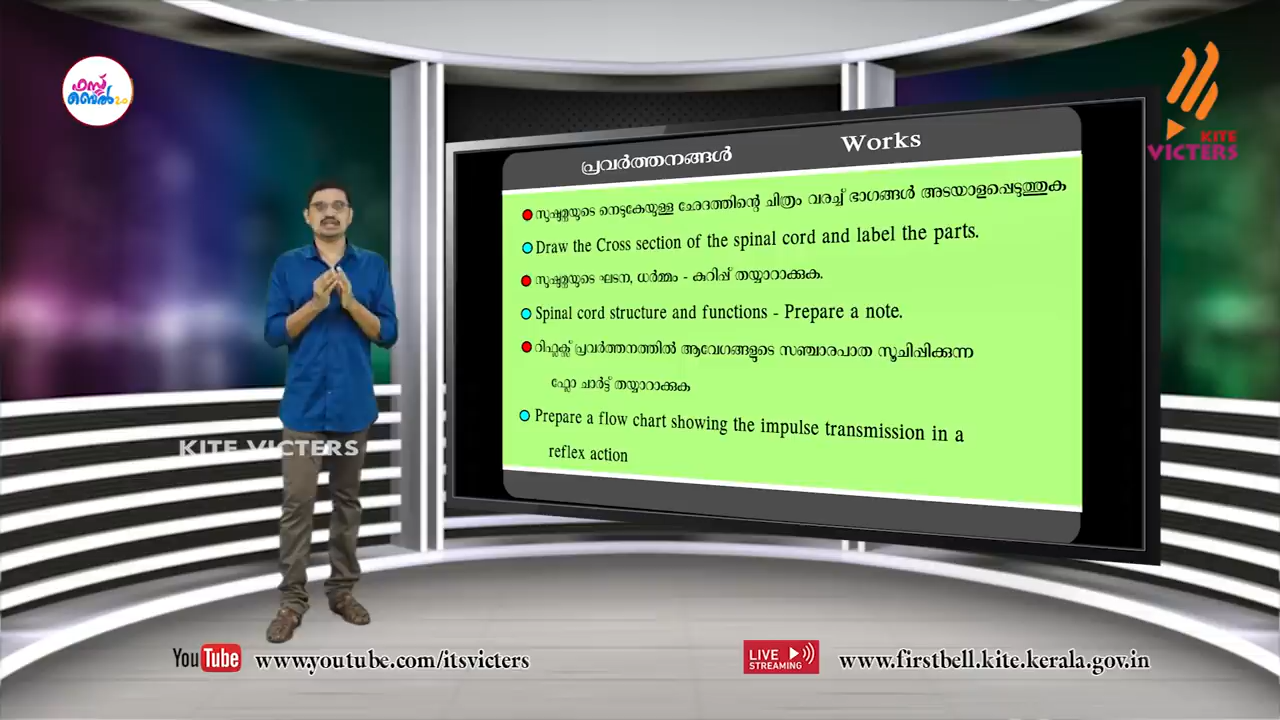 ഫസ്റ്റ്
ബെൽ 2.0
KITE
VICTERS
പ്രവർത്തനങ്ങൾ Works
സുഷുമ്നയുടെ നെടുകേയുള്ള ഛേദത്തിന്റെ ചിത്രം വരച്ച് ഭാഗങ്ങൾ അടയാളപ്പെടുത്തുക
Draw the Cross section of the spinal cord and label the parts.
സുഷുമ്നയുടെ ഘടന, ധർമ്മം - കുറിപ്പ് തയ്യാറാക്കുക.
Spinal cord structure and functions - Prepare a note.
റിഫ്ലക്സ് പ്രവർത്തനത്തിൽ ആവേഗങ്ങളുടെ സഞ്ചാരപാത സൂചിപ്പിക്കുന്ന
ഫ്ലോ ചാർട്ട് തയ്യാറാക്കുക
Prepare a flow chart showing the impulse transmission in a
reflex action
KITE VICTERS
YouTube www.youtube.com/itsvicters
LIVE
STREAMING
www.firstbell.kite.kerala.gov.in